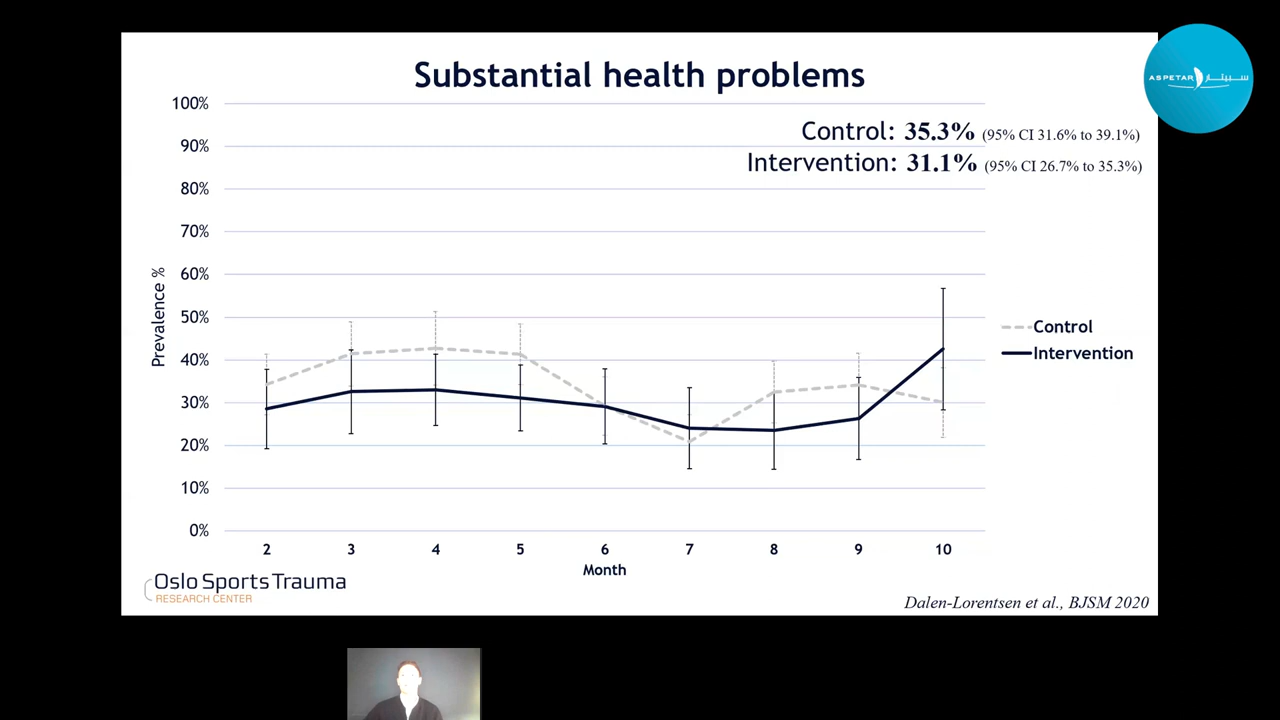 Substantial health problems
ASPETAR سبيتار
100%
Control: 35.3% (95% CI 31.6% to 39.1%)
90%
Intervention: 31.1% (95% CI 26.7% to 35.3%)
80%
70%
60%
50%
40%
30%
20%
10%
0%
Prevalence %
Control
Intervention
2 3 4 5 6 7 8 9 10
Month
Oslo Sports Trauma
RESEARCH CENTER
Dalen-Lorentsen et al., BJSM 2020